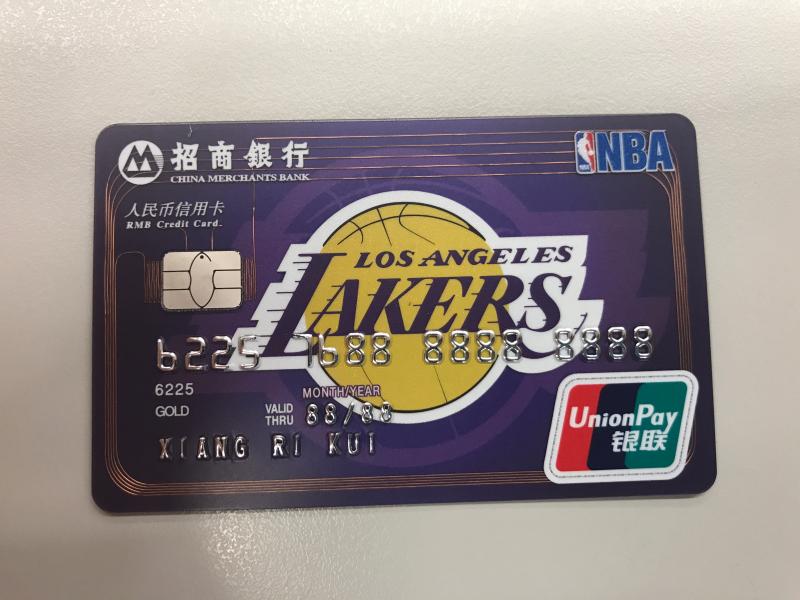 招商銀行
CHINA MERCHANTS BANK
NBA
人民币信用卡
RMB Credit Card
LOS ANGELES
LAKERS
6225 7688 8888 8888
6225
MONTH/YEAR
GOLD
VALID THRU 88/88
XIANG RI KUI
UnionPay
银联